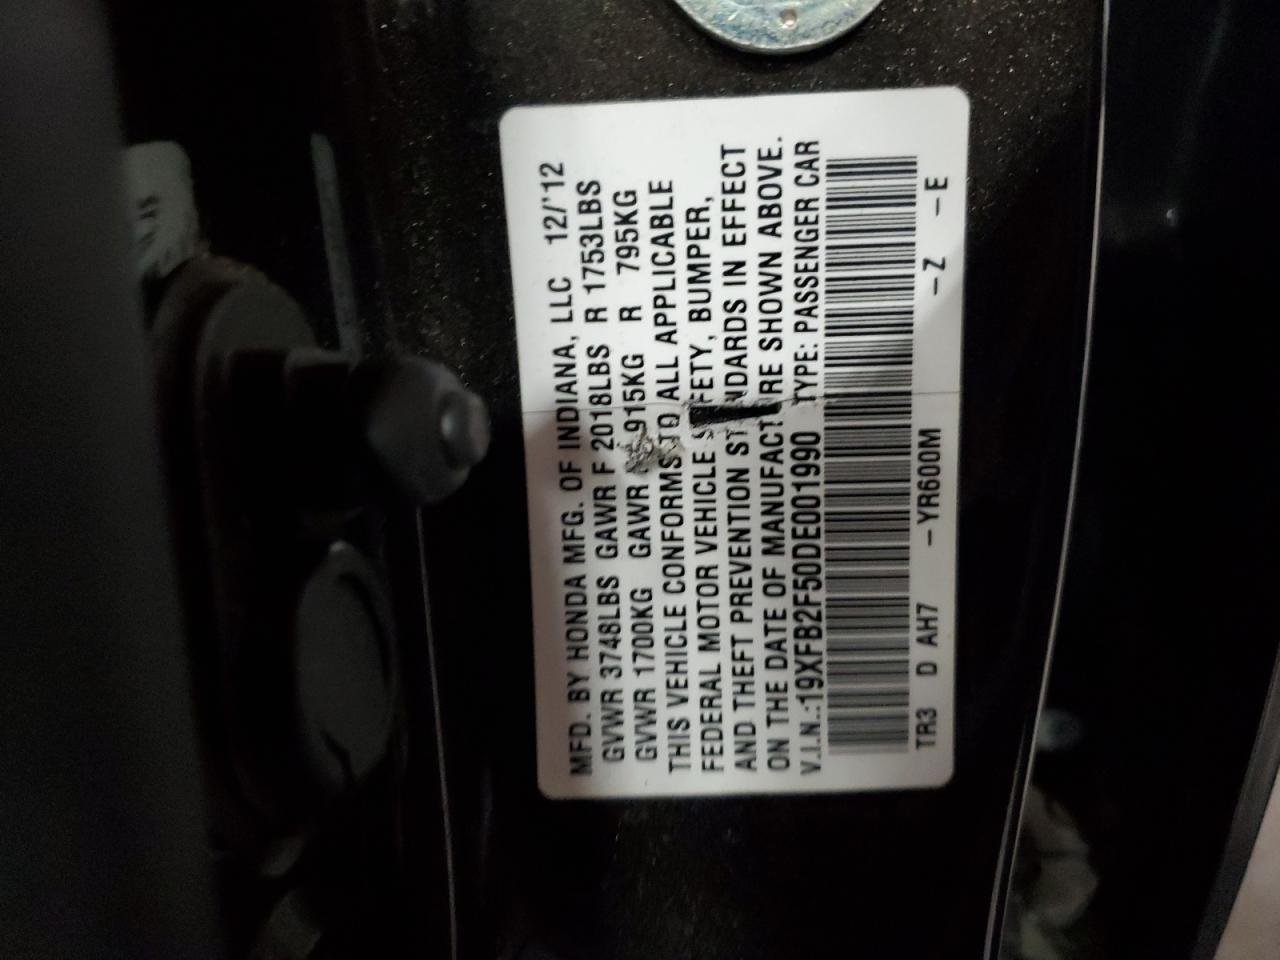 MFD. BY HONDA MFG. OF INDIANA, LLC 12/'12
GVWR 3748LBS GAWR F 2018LBS R 1753LBS
GVWR 1700KG GAWR 915KG R 795KG
THIS VEHICLE CONFORMS TO ALL APPLICABLE
FEDERAL MOTOR VEHICLE SAFETY, BUMPER,
AND THEFT PREVENTION STANDARDS IN EFFECT
ON THE DATE OF MANUFACTURE SHOWN ABOVE.
V.I.N.:19XFB2F50DE001990 TYPE: PASSENGER CAR
TR3 D AH7 -YR600M -Z -E